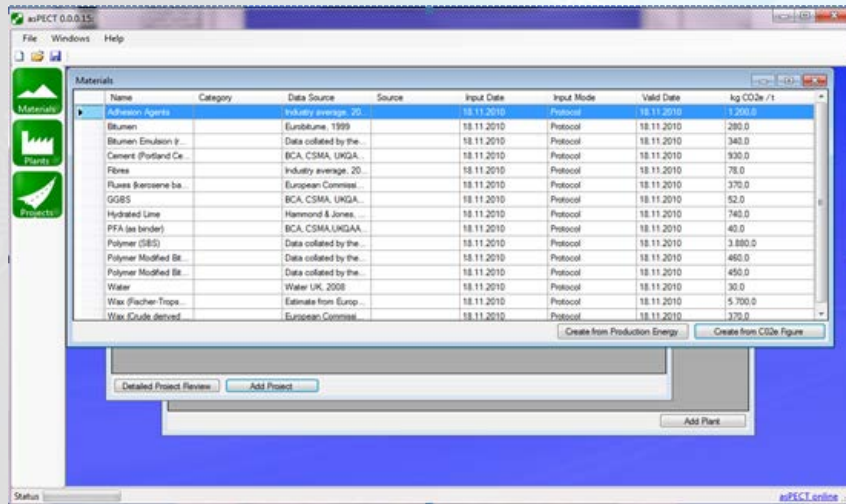 asPECT 0.0.0.15:
File Windows Help
Materials
Plants
Projects
Materials
Name Category Data Source Source Input Date Input Mode Valid Date kg CO2e /t
Adhesion Agents Industry average, 20... 18.11.2010 Protocol 18.11.2010 1.200,0
Bitumen Eurobitume, 1999 18.11.2010 Protocol 18.11.2010 280,0
Bitumen Emulsion (r... Data collated by the... 18.11.2010 Protocol 18.11.2010 340,0
Cement (Portland Ce... BCA, CSMA, UKQA... 18.11.2010 Protocol 18.11.2010 930,0
Fibres Industry average, 20... 18.11.2010 Protocol 18.11.2010 78,0
Fluxes (kerosene ba... European Commissi... 18.11.2010 Protocol 18.11.2010 370,0
GGBS BCA, CSMA, UKQA... 18.11.2010 Protocol 18.11.2010 52,0
Hydrated Lime Hammond & Jones, ... 18.11.2010 Protocol 18.11.2010 740,0
PFA (as binder) BCA, CSMA,UKQAA... 18.11.2010 Protocol 18.11.2010 40,0
Polymer (SBS) Data collated by the... 18.11.2010 Protocol 18.11.2010 3.880,0
Polymer Modified Bit... Data collated by the... 18.11.2010 Protocol 18.11.2010 460,0
Polymer Modified Bit... Data collated by the... 18.11.2010 Protocol 18.11.2010 450,0
Water Water UK, 2008 18.11.2010 Protocol 18.11.2010 30,0
Wax (Fischer-Trops... Estimate from Europ... 18.11.2010 Protocol 18.11.2010 5.700,0
Wax (Crude derived... European Commissi... 18.11.2010 Protocol 18.11.2010 370,0
Create from Production Energy Create from C02e Figure
Detailed Project Review Add Project
Add Plant
Status asPECT online